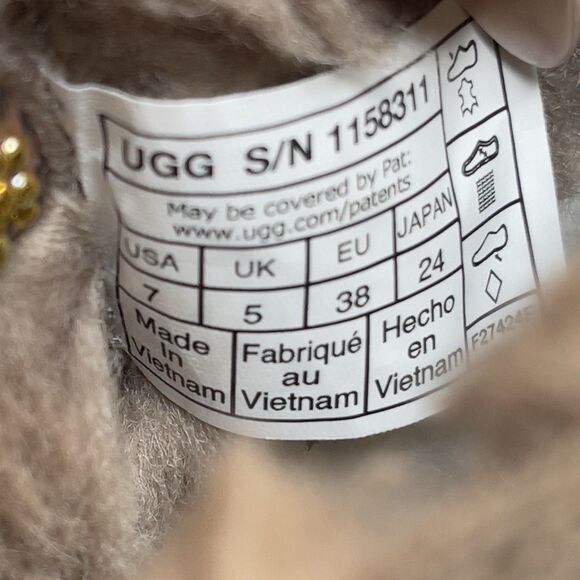 UGG S/N 1158311
May be covered by Pat:
www.ugg.com/patents
USA UK EU JAPAN
7 5 38 24
Made in Vietnam
Fabriqué au Vietnam
Hecho en Vietnam